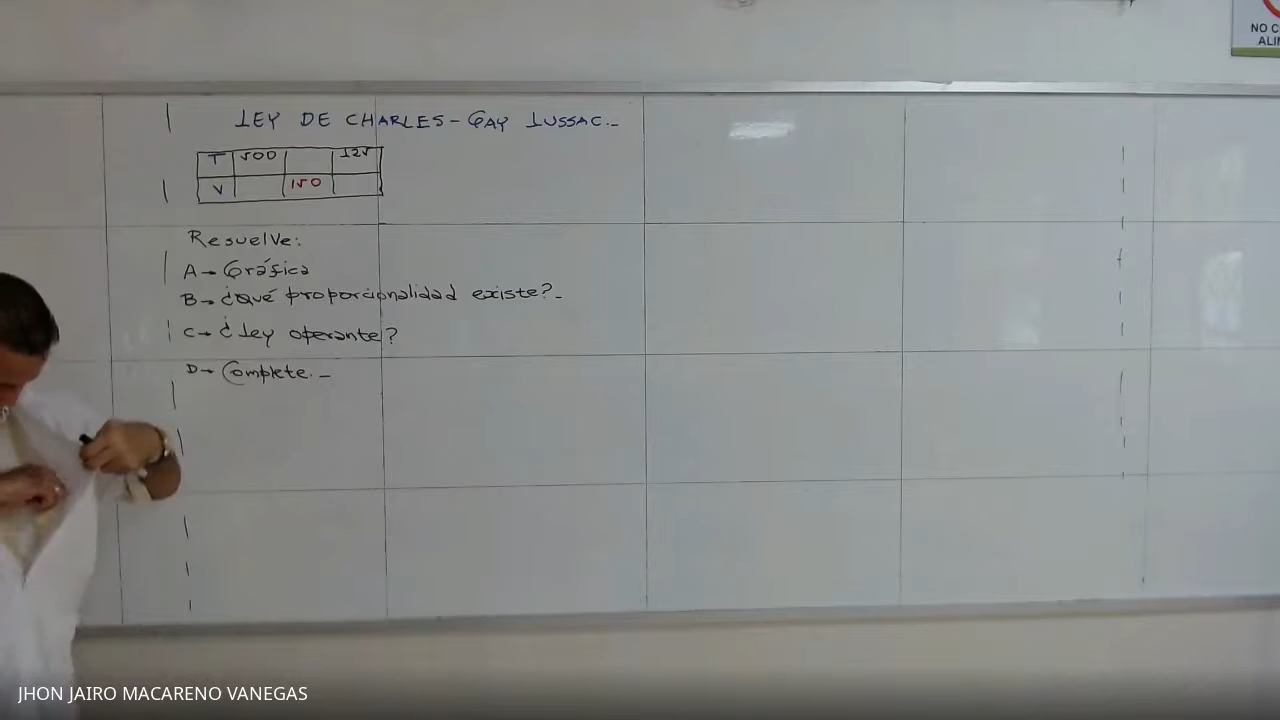 NO C
ALIM
LEY DE CHARLES - GAY LUSSAC.-
T 500 125
V 150
Resuelve:
A→ Gráfica
B→ ¿Qué proporcionalidad existe?.-
C→ ¿Ley operante?
D→ Complete.-
JHON JAIRO MACARENO VANEGAS